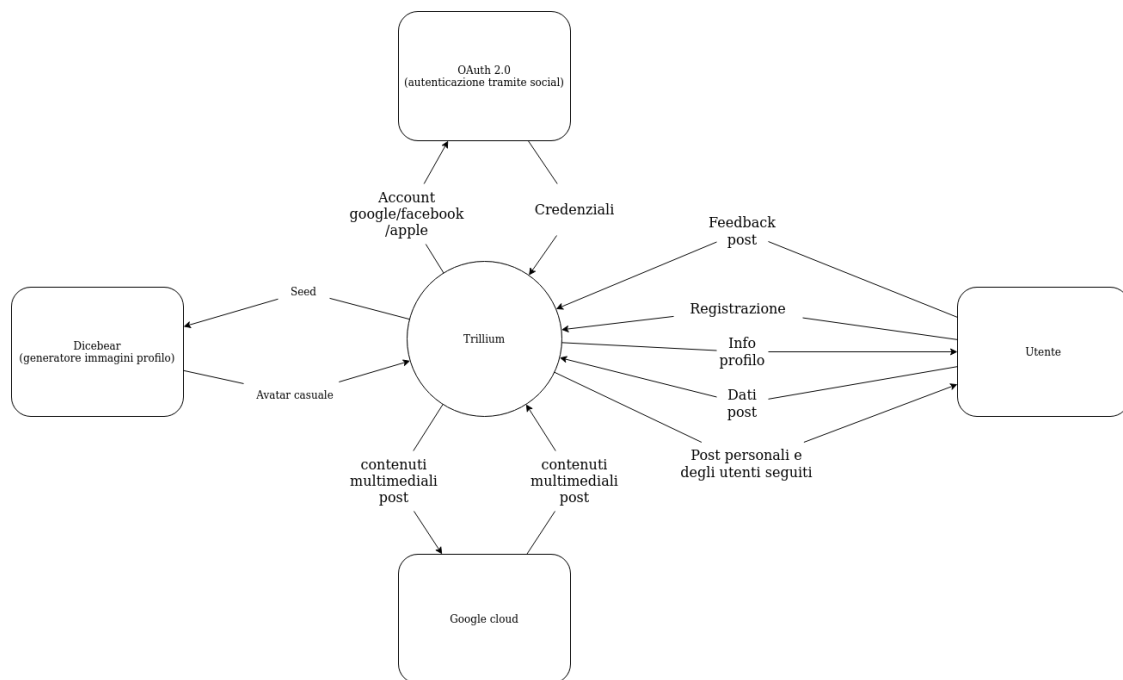 OAuth 2.0
(autenticazione tramite social)
Account
google/facebook
/apple
Credenziali
Feedback
post
Seed
Registrazione
Dicebear
(generatore immagini profilo)
Trillium
Info
profilo
Utente
Avatar casuale
Dati
post
Post personali e
degli utenti seguiti
contenuti
multimediali
post
contenuti
multimediali
post
Google cloud